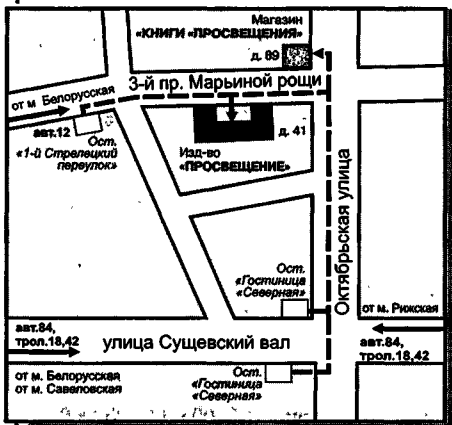 Магазин
«КНИГИ «ПРОСВЕЩЕНИЯ»
д. 89
3-й пр. Марьиной рощи
от м Белорусская
авт.12
Ост.
«1-й Стрелецкий
переулок»
д. 41
Изд-во
«ПРОСВЕЩЕНИЕ»
Октябрьская улица
Ост.
«Гостиница
«Северная»
от м. Рижская
авт.84,
трол.18,42
улица Сущевский вал
авт.84,
трол.18,42
от м. Белорусская
от м. Савеловская
Ост.
«Гостиница
«Северная»